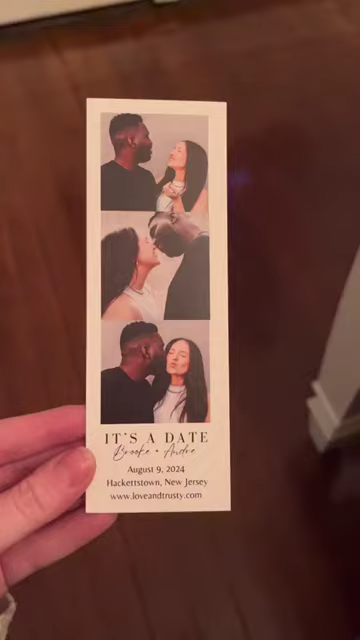 IT'S A DATE
Brooke + Andre
August 9, 2024
Hackettstown, New Jersey
www.loveandtrusty.com